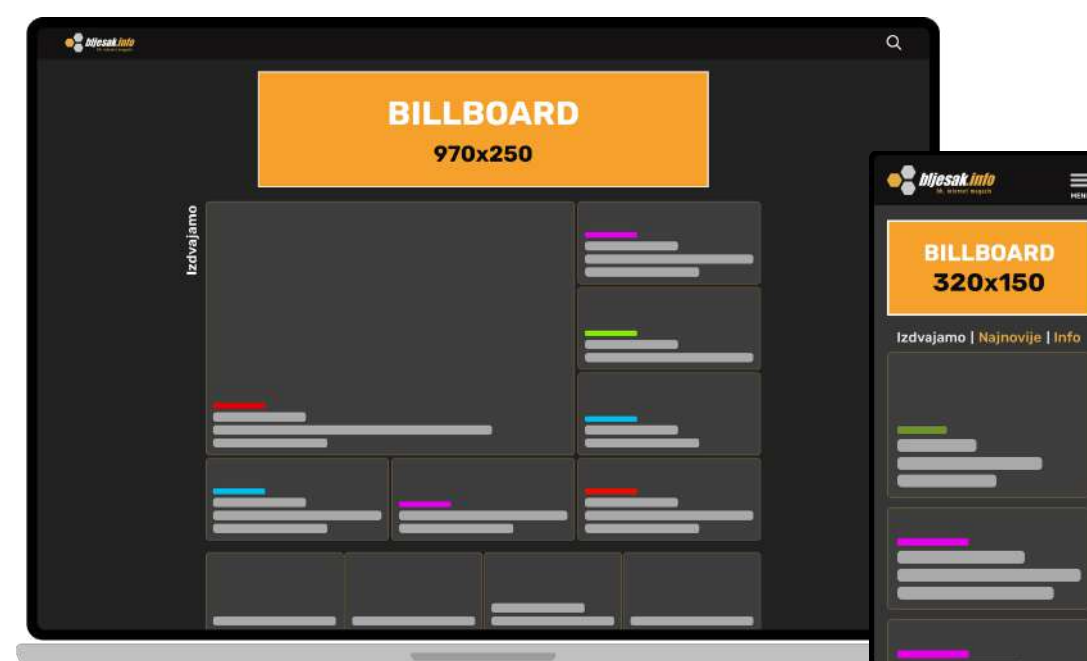 bljesak.info
BILLBOARD
970x250
Izdvajamo
bljesak.info
BILLBOARD
320x150
Izdvajamo | Najnovije | Info